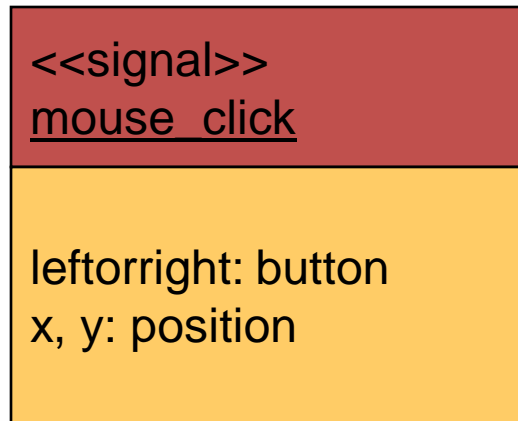 <<signal>>
mouse_click
leftorright: button
x, y: position